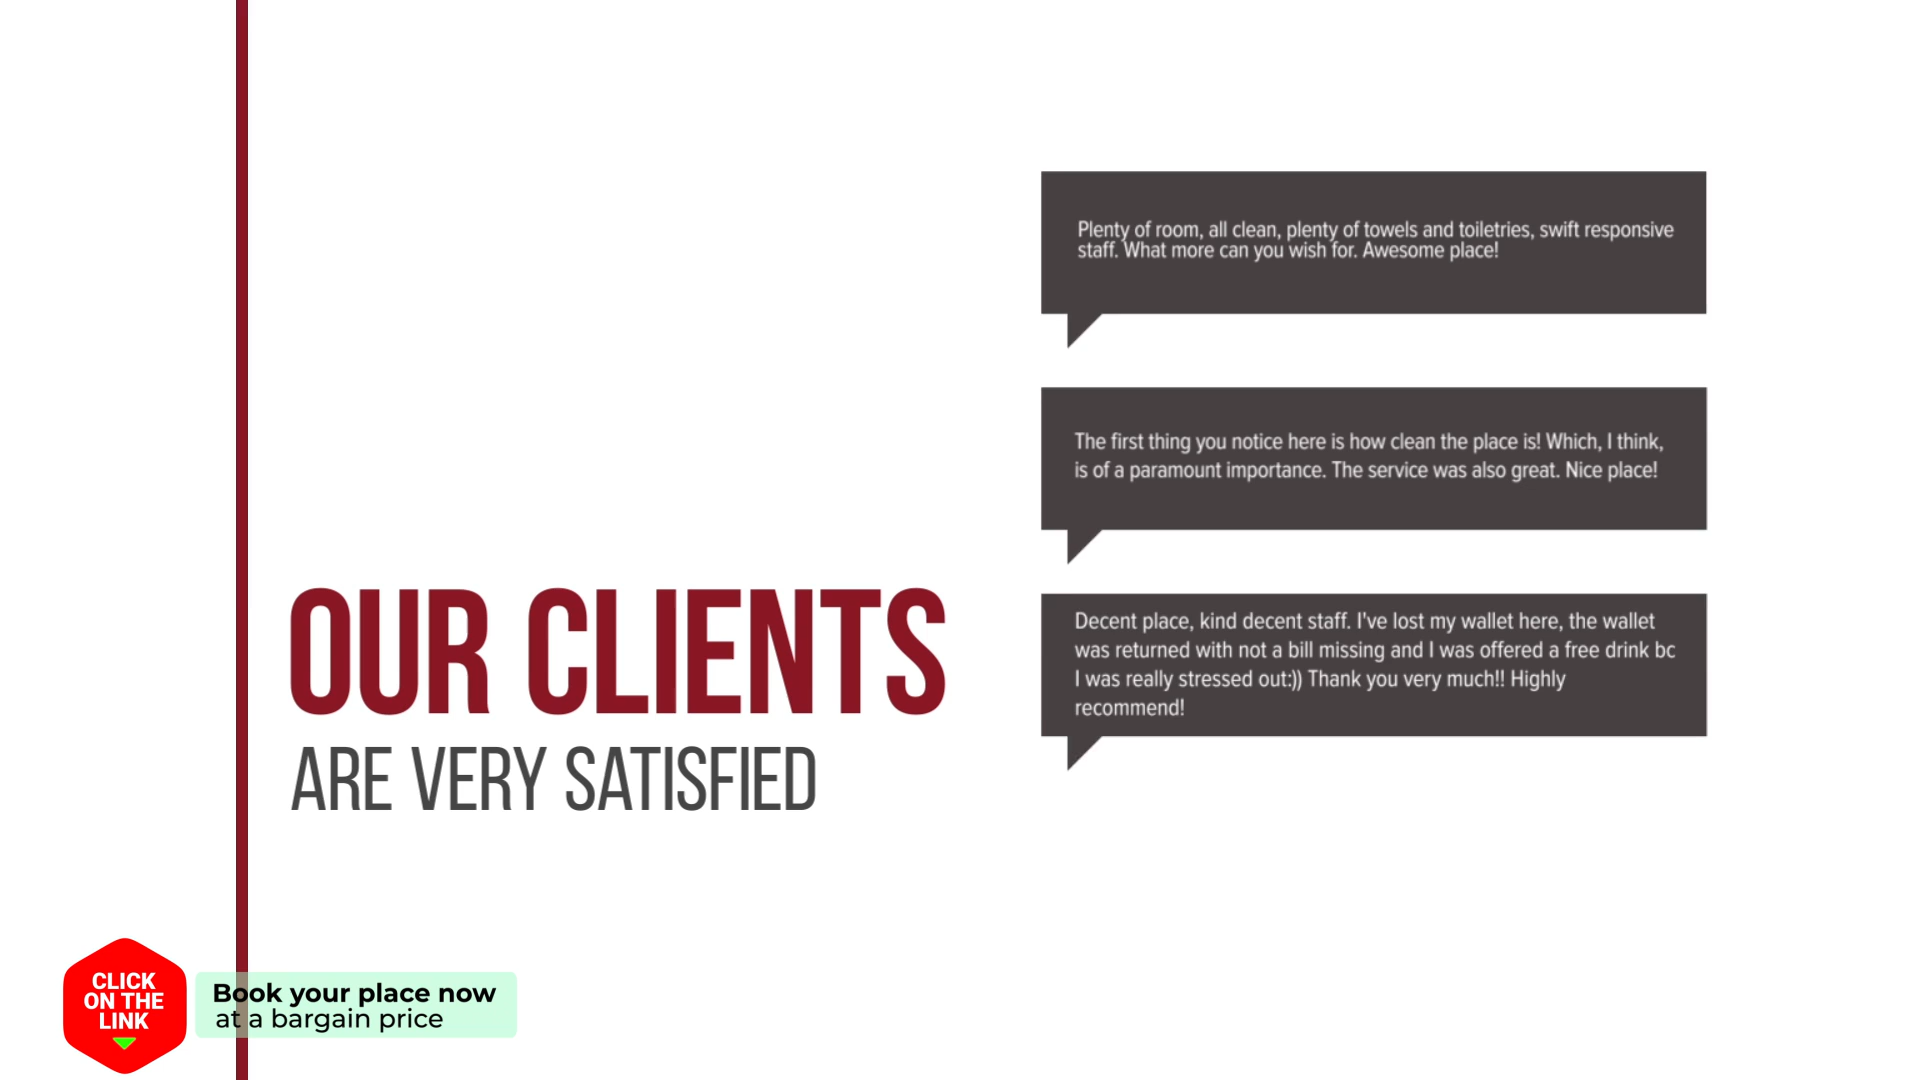 Plenty of room, all clean, plenty of towels and toiletries, swift responsive
staff. What more can you wish for. Awesome place!
The first thing you notice here is how clean the place is! Which, I think,
is of a paramount importance. The service was also great. Nice place!
Decent place, kind decent staff. I've lost my wallet here, the wallet
was returned with not a bill missing and I was offered a free drink bc
I was really stressed out:)) Thank you very much!! Highly
recommend!
OUR CLIENTS
ARE VERY SATISFIED
CLICK
ON THE
LINK
Book your place now
at a bargain price